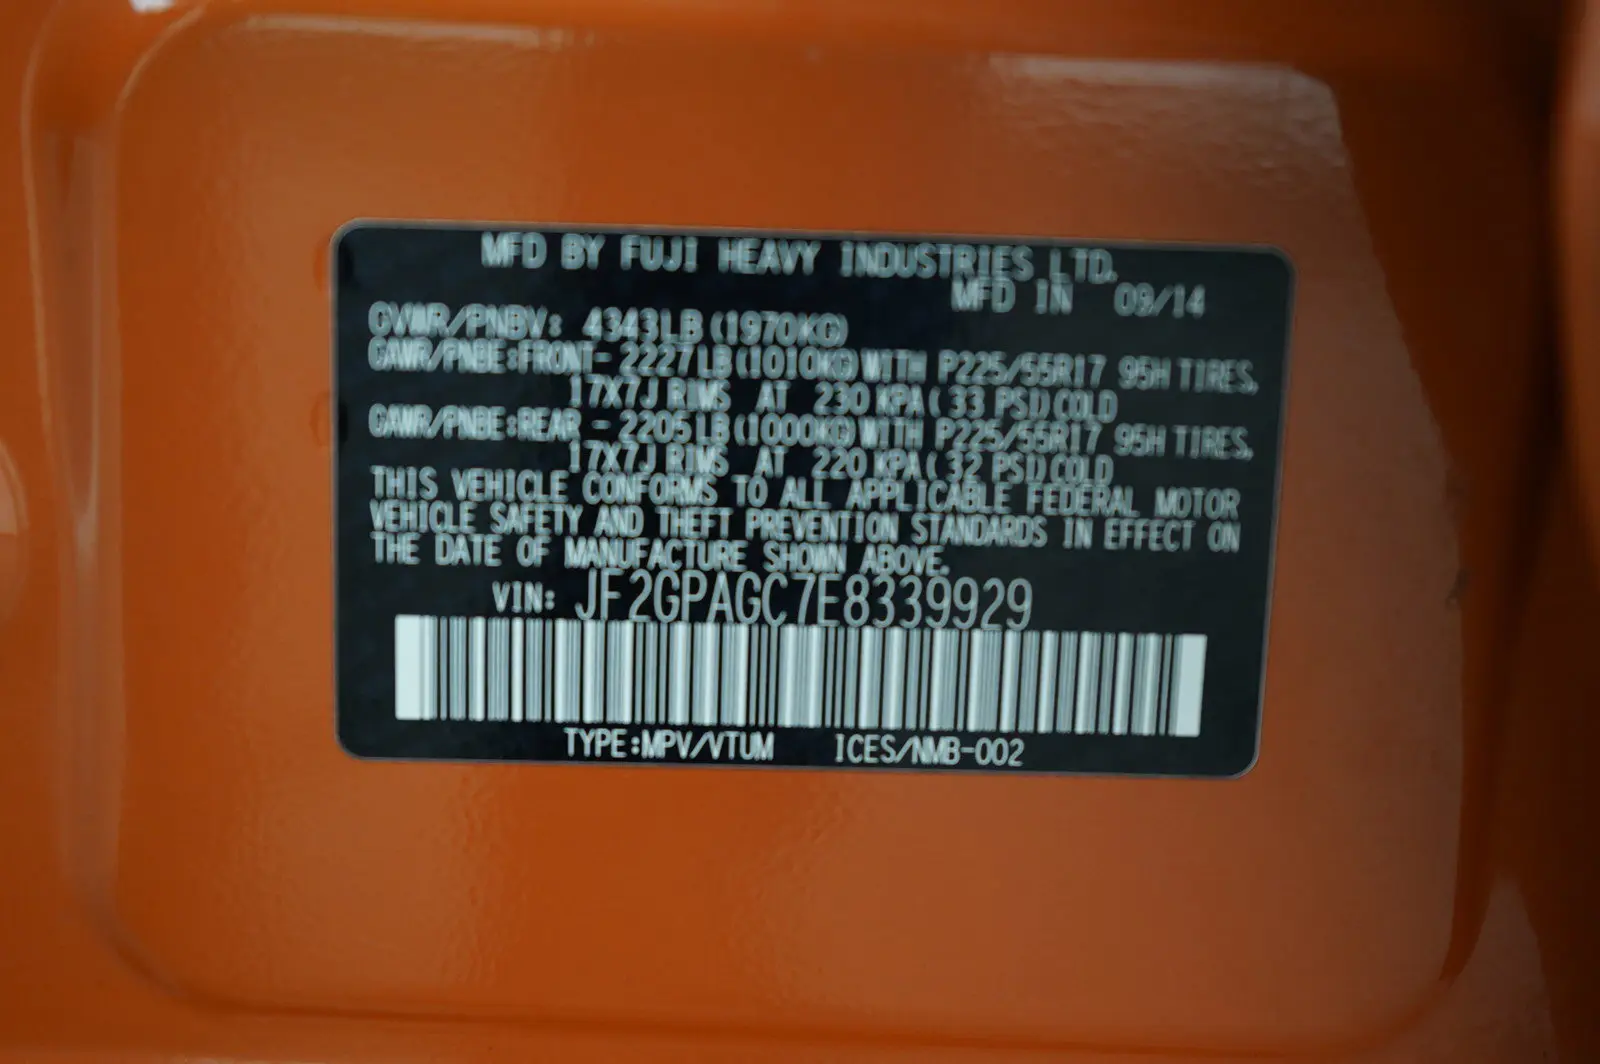 MFD BY FUJI HEAVY INDUSTRIES LTD.
MFD IN 09/14
GVWR/PNBV: 4343LB(1970KG)
GAWR/PNBE:FRONT- 2227LB(1010KG)WITH P225/55R17 95H TIRES,
17X7J RIMS AT 230 KPA( 33 PSI)COLD
GAWR/PNBE:REAR - 2205LB(1000KG)WITH P225/55R17 95H TIRES,
17X7J RIMS AT 220 KPA( 32 PSI)COLD
THIS VEHICLE CONFORMS TO ALL APPLICABLE FEDERAL MOTOR
VEHICLE SAFETY AND THEFT PREVENTION STANDARDS IN EFFECT ON
THE DATE OF MANUFACTURE SHOWN ABOVE.
VIN: JF2GPAGC7E8339929
TYPE:MPV/VTUM ICES/NMB-002